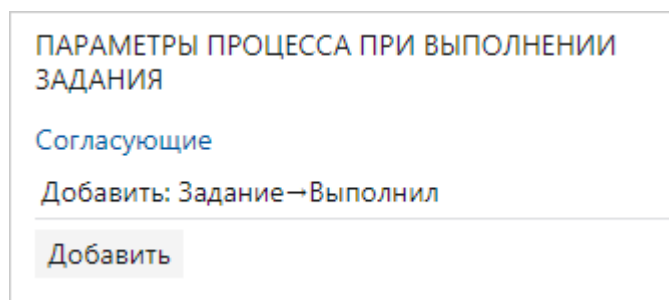 ПАРАМЕТРЫ ПРОЦЕССА ПРИ ВЫПОЛНЕНИИ
ЗАДАНИЯ
Согласующие
Добавить: Задание→Выполнил
Добавить